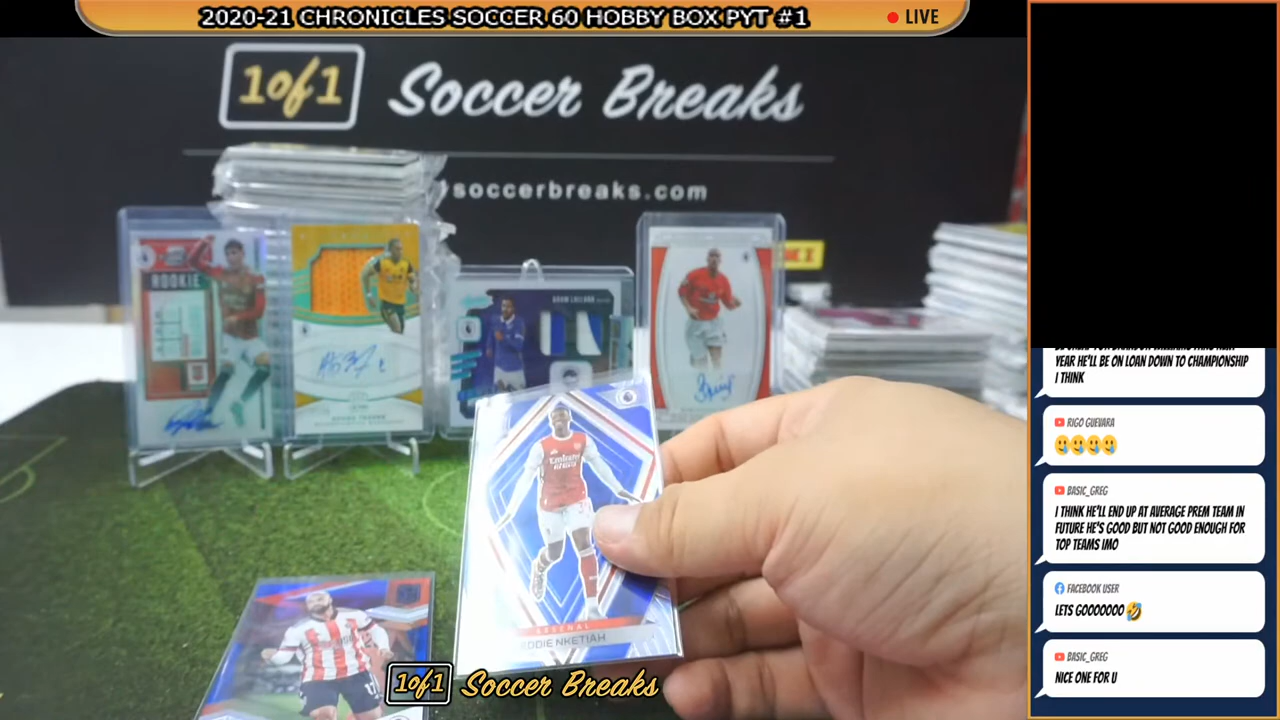 2020-21 CHRONICLES SOCCER 60 HOBBY BOX PYT #1
LIVE
1of1 Soccer Breaks
soccerbreaks.com
ROOKIE
ADAM LALLANA
Emirates
ARSENAL
EDDIE NKETIAH
1of1 Soccer Breaks
YEAR HE'LL BE ON LOAN DOWN TO CHAMPIONSHIP
I THINK
RIGO GUEVARA
BASIC_GREG
I THINK HE'LL END UP AT AVERAGE PREM TEAM IN
FUTURE HE'S GOOD BUT NOT GOOD ENOUGH FOR
TOP TEAMS IMO
FACEBOOK USER
LETS GOOOOOOO
BASIC_GREG
NICE ONE FOR U